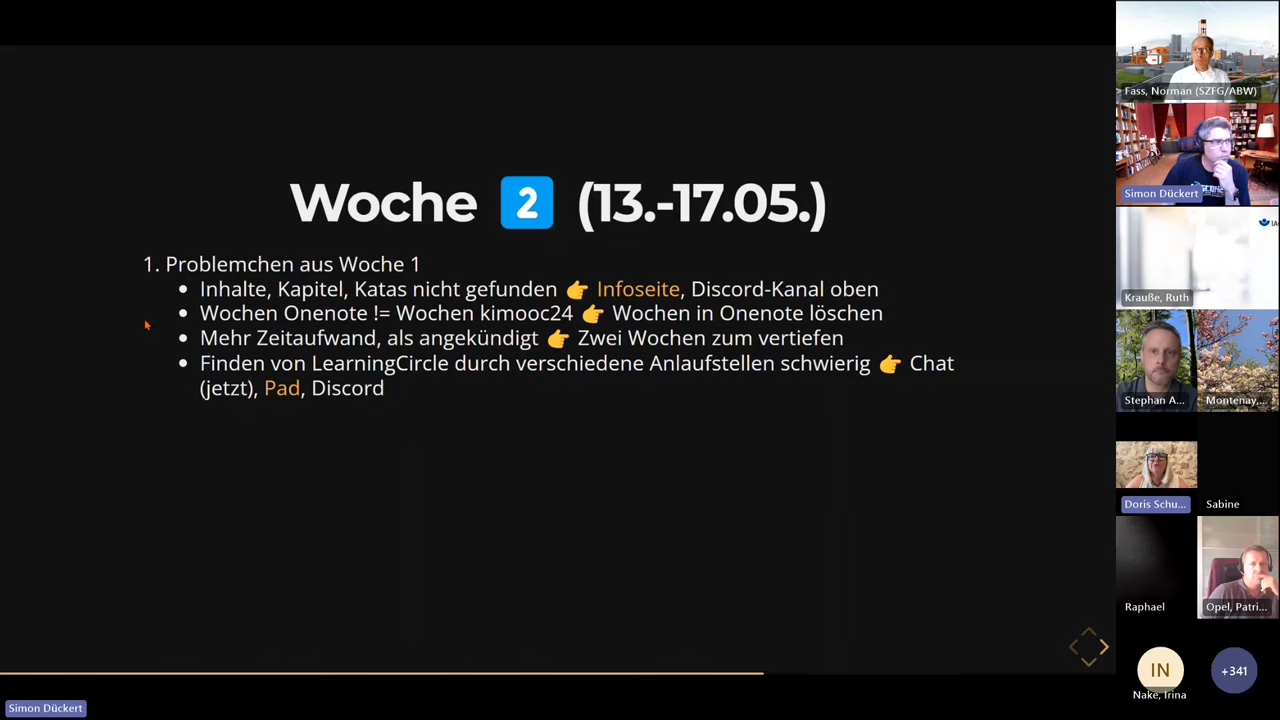 Woche 2 (13.-17.05.)
1. Problemchen aus Woche 1
Inhalte, Kapitel, Katas nicht gefunden 👉 Infoseite, Discord-Kanal oben
Wochen Onenote != Wochen kimooc24 👉 Wochen in Onenote löschen
Mehr Zeitaufwand, als angekündigt 👉 Zwei Wochen zum vertiefen
Finden von LearningCircle durch verschiedene Anlaufstellen schwierig 👉 Chat
(jetzt), Pad, Discord
Simon Dückert
Fass, Norman (SZFG/ABW)
Simon Dückert
Krauße, Ruth
Stephan A...
Montenay,...
Doris Schu...
Sabine
Raphael
Opel, Patri...
IN
Nake, Irina
+341